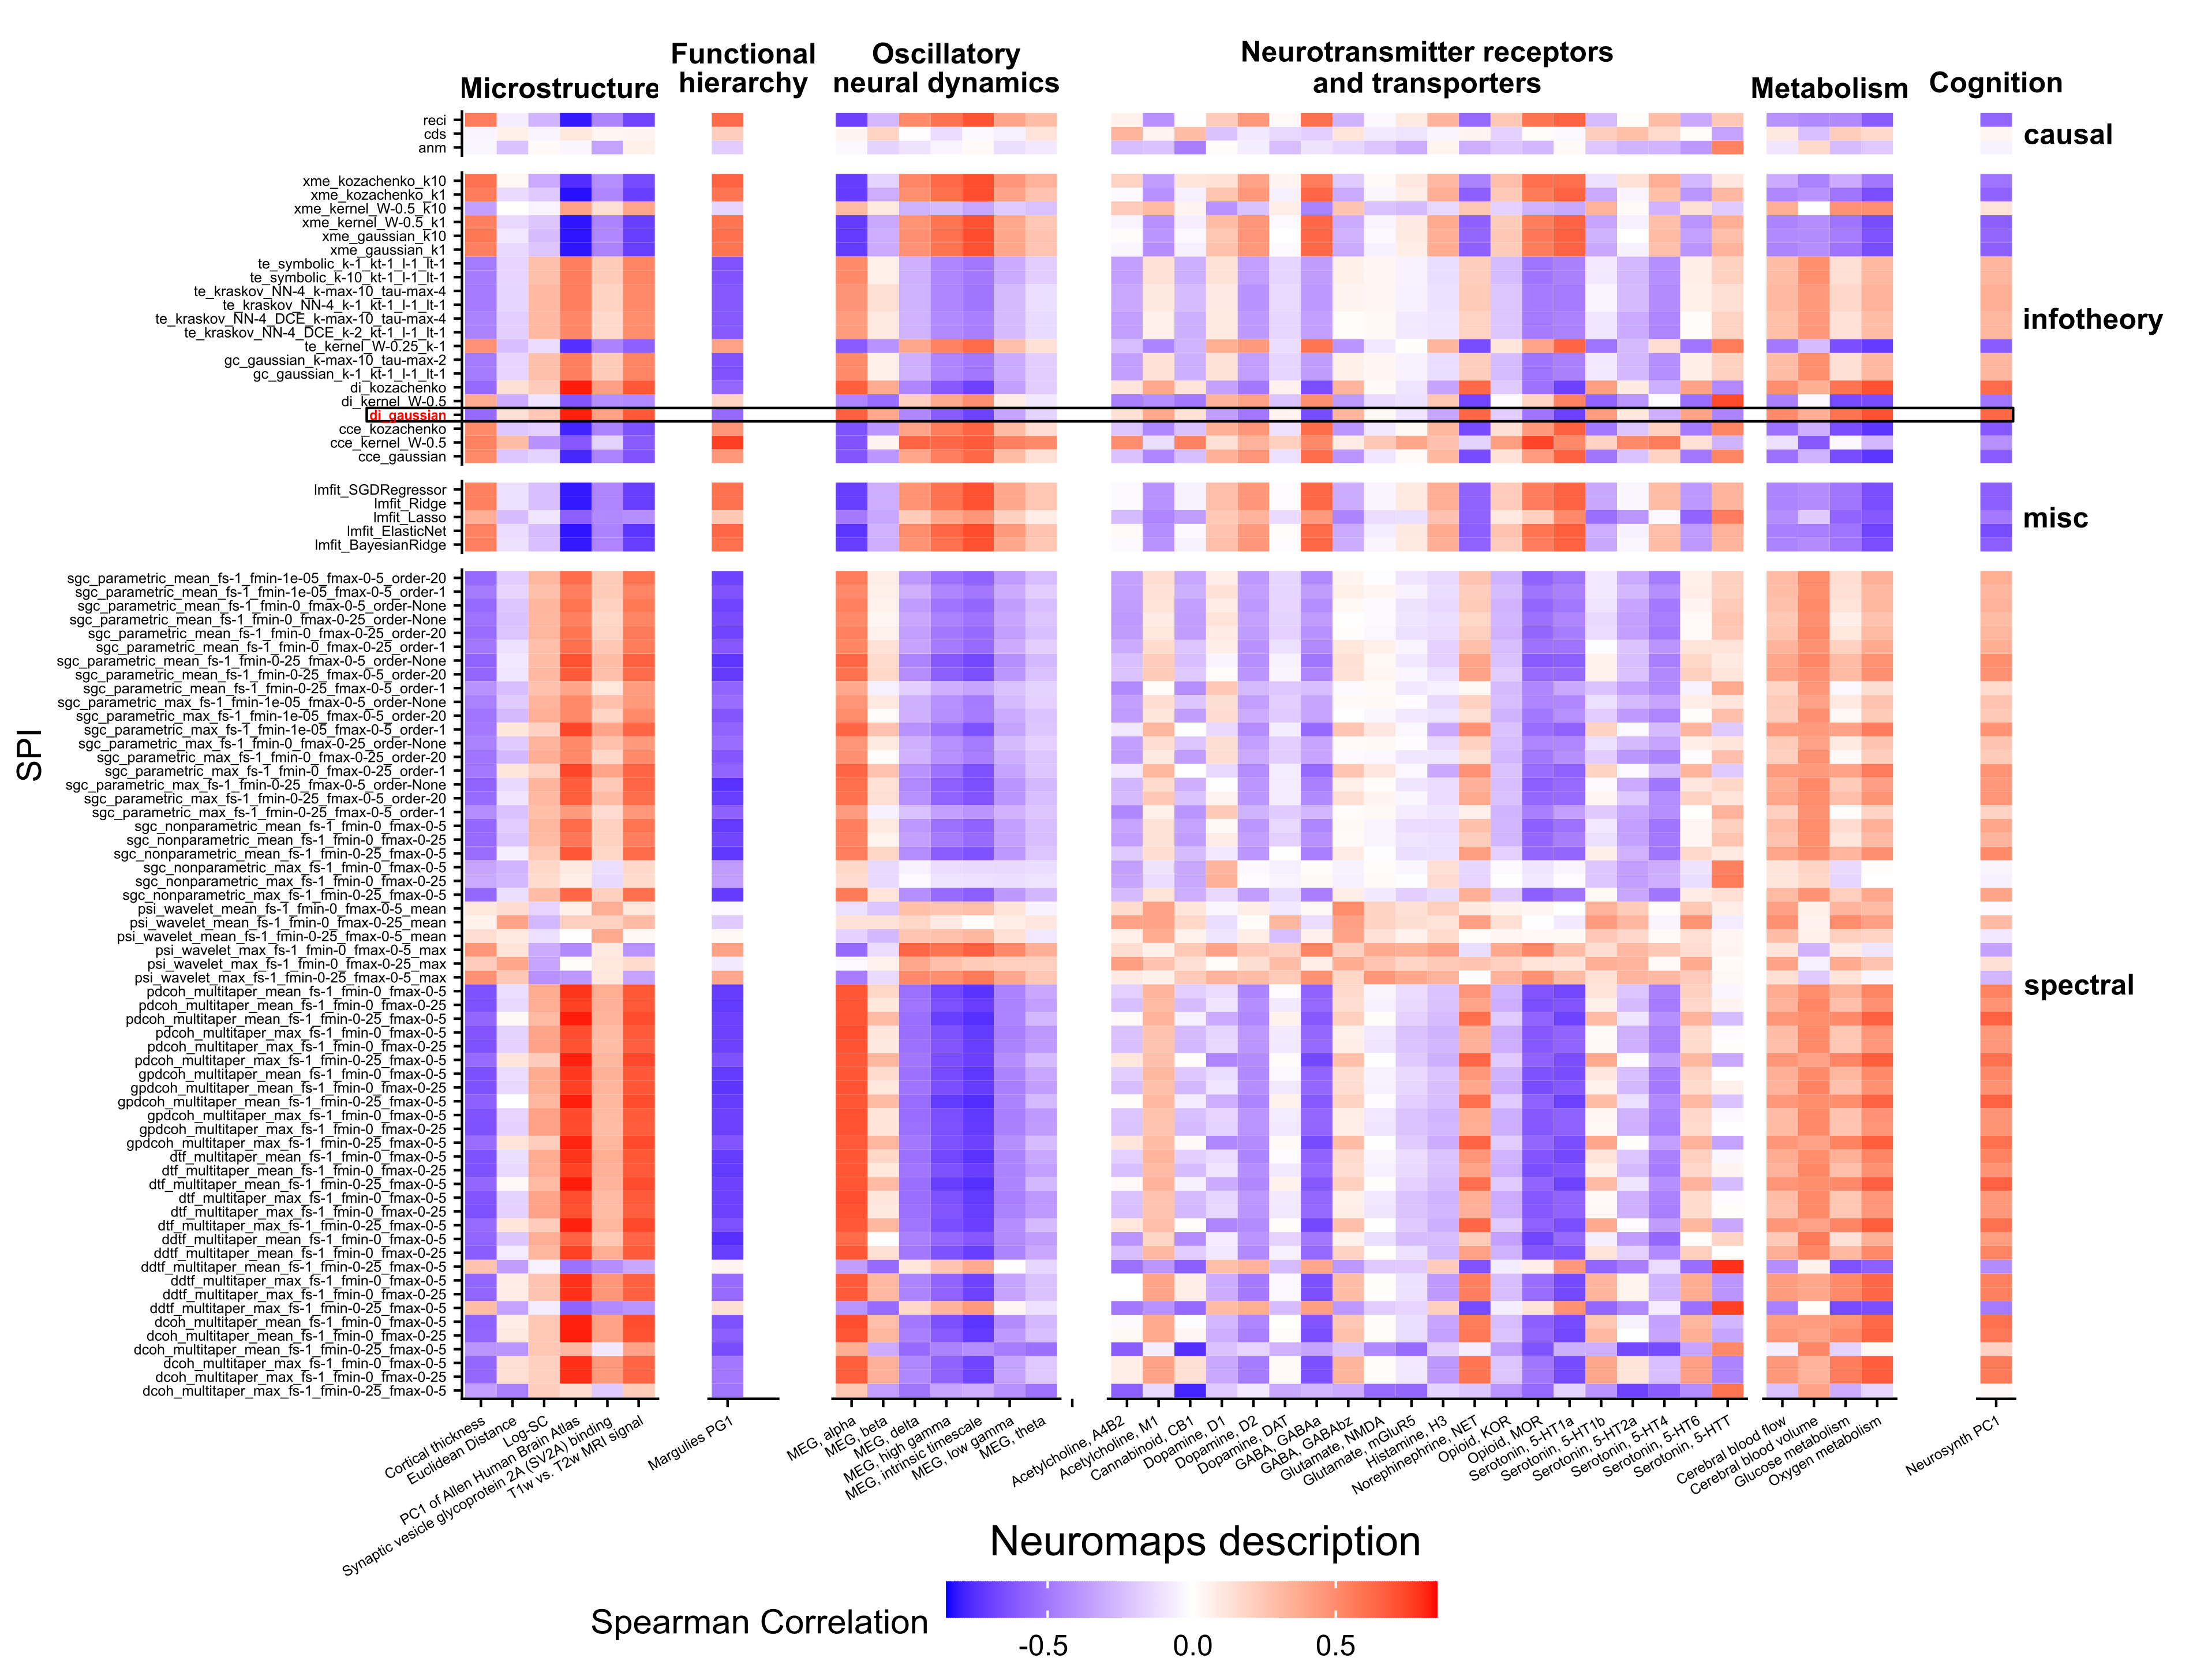 Microstructure
Functional
hierarchy
Oscillatory
neural dynamics
Neurotransmitter receptors
and transporters
Metabolism
Cognition
reci
cds
anm
causal
xme_kozachenko_k10
xme_kozachenko_k1
xme_kernel_W-0.5_k10
xme_kernel_W-0.5_k1
xme_gaussian_k10
xme_gaussian_k1
te_symbolic_k-1_kt-1_l-1_lt-1
te_symbolic_k-10_kt-1_l-1_lt-1
te_kraskov_NN-4_k-max-10_tau-max-4
te_kraskov_NN-4_k-1_kt-1_l-1_lt-1
te_kraskov_NN-4_DCE_k-max-10_tau-max-4
te_kraskov_NN-4_DCE_k-2_kt-1_l-1_lt-1
te_kernel_W-0.25_k-1
gc_gaussian_k-max-10_tau-max-2
gc_gaussian_k-1_kt-1_l-1_lt-1
di_kozachenko
di_kernel_W-0.5
di_gaussian
cce_kozachenko
cce_kernel_W-0.5
cce_gaussian
infotheory
lmfit_SGDRegressor
lmfit_Ridge
lmfit_Lasso
lmfit_ElasticNet
lmfit_BayesianRidge
misc
sgc_parametric_mean_fs-1_fmin-1e-05_fmax-0-5_order-20
sgc_parametric_mean_fs-1_fmin-1e-05_fmax-0-5_order-1
sgc_parametric_mean_fs-1_fmin-0_fmax-0-5_order-None
sgc_parametric_mean_fs-1_fmin-0_fmax-0-25_order-None
sgc_parametric_mean_fs-1_fmin-0_fmax-0-25_order-20
sgc_parametric_mean_fs-1_fmin-0_fmax-0-25_order-1
sgc_parametric_mean_fs-1_fmin-0-25_fmax-0-5_order-None
sgc_parametric_mean_fs-1_fmin-0-25_fmax-0-5_order-20
sgc_parametric_mean_fs-1_fmin-0-25_fmax-0-5_order-1
sgc_parametric_max_fs-1_fmin-1e-05_fmax-0-5_order-None
sgc_parametric_max_fs-1_fmin-1e-05_fmax-0-5_order-20
sgc_parametric_max_fs-1_fmin-1e-05_fmax-0-5_order-1
sgc_parametric_max_fs-1_fmin-0_fmax-0-25_order-None
sgc_parametric_max_fs-1_fmin-0_fmax-0-25_order-20
sgc_parametric_max_fs-1_fmin-0_fmax-0-25_order-1
sgc_parametric_max_fs-1_fmin-0-25_fmax-0-5_order-None
sgc_parametric_max_fs-1_fmin-0-25_fmax-0-5_order-20
sgc_parametric_max_fs-1_fmin-0-25_fmax-0-5_order-1
sgc_nonparametric_mean_fs-1_fmin-0_fmax-0-5
sgc_nonparametric_mean_fs-1_fmin-0_fmax-0-25
sgc_nonparametric_mean_fs-1_fmin-0-25_fmax-0-5
sgc_nonparametric_max_fs-1_fmin-0_fmax-0-5
sgc_nonparametric_max_fs-1_fmin-0_fmax-0-25
sgc_nonparametric_max_fs-1_fmin-0-25_fmax-0-5
psi_wavelet_mean_fs-1_fmin-0_fmax-0-5_mean
psi_wavelet_mean_fs-1_fmin-0_fmax-0-25_mean
psi_wavelet_mean_fs-1_fmin-0-25_fmax-0-5_mean
psi_wavelet_max_fs-1_fmin-0_fmax-0-5_max
psi_wavelet_max_fs-1_fmin-0_fmax-0-25_max
psi_wavelet_max_fs-1_fmin-0-25_fmax-0-5_max
pdcoh_multitaper_mean_fs-1_fmin-0_fmax-0-5
pdcoh_multitaper_mean_fs-1_fmin-0_fmax-0-25
pdcoh_multitaper_mean_fs-1_fmin-0-25_fmax-0-5
pdcoh_multitaper_max_fs-1_fmin-0_fmax-0-5
pdcoh_multitaper_max_fs-1_fmin-0_fmax-0-25
pdcoh_multitaper_max_fs-1_fmin-0-25_fmax-0-5
gpdcoh_multitaper_mean_fs-1_fmin-0_fmax-0-5
gpdcoh_multitaper_mean_fs-1_fmin-0_fmax-0-25
gpdcoh_multitaper_mean_fs-1_fmin-0-25_fmax-0-5
gpdcoh_multitaper_max_fs-1_fmin-0_fmax-0-5
gpdcoh_multitaper_max_fs-1_fmin-0_fmax-0-25
gpdcoh_multitaper_max_fs-1_fmin-0-25_fmax-0-5
dtf_multitaper_mean_fs-1_fmin-0_fmax-0-5
dtf_multitaper_mean_fs-1_fmin-0_fmax-0-25
dtf_multitaper_mean_fs-1_fmin-0-25_fmax-0-5
dtf_multitaper_max_fs-1_fmin-0_fmax-0-5
dtf_multitaper_max_fs-1_fmin-0_fmax-0-25
dtf_multitaper_max_fs-1_fmin-0-25_fmax-0-5
ddtf_multitaper_mean_fs-1_fmin-0_fmax-0-5
ddtf_multitaper_mean_fs-1_fmin-0_fmax-0-25
ddtf_multitaper_mean_fs-1_fmin-0-25_fmax-0-5
ddtf_multitaper_max_fs-1_fmin-0_fmax-0-5
ddtf_multitaper_max_fs-1_fmin-0_fmax-0-25
ddtf_multitaper_max_fs-1_fmin-0-25_fmax-0-5
dcoh_multitaper_mean_fs-1_fmin-0_fmax-0-5
dcoh_multitaper_mean_fs-1_fmin-0_fmax-0-25
dcoh_multitaper_mean_fs-1_fmin-0-25_fmax-0-5
dcoh_multitaper_max_fs-1_fmin-0_fmax-0-5
dcoh_multitaper_max_fs-1_fmin-0_fmax-0-25
dcoh_multitaper_max_fs-1_fmin-0-25_fmax-0-5
spectral
SPI
Cortical thickness
Euclidean Distance
Log-SC
PC1 of Allen Human Brain Atlas
Synaptic vesicle glycoprotein 2A (SV2A) binding
T1w vs. T2w MRI signal
Margulies PG1
MEG, alpha
MEG, beta
MEG, delta
MEG, high gamma
MEG, intrinsic timescale
MEG, low gamma
MEG, theta
Acetylcholine, A4B2
Acetylcholine, M1
Cannabinoid, CB1
Dopamine, D1
Dopamine, D2
Dopamine, DAT
GABA, GABAa
GABA, GABAbz
Glutamate, NMDA
Glutamate, mGluR5
Histamine, H3
Norepinephrine, NET
Opioid, KOR
Opioid, MOR
Serotonin, 5-HT1a
Serotonin, 5-HT1b
Serotonin, 5-HT2a
Serotonin, 5-HT4
Serotonin, 5-HT6
Serotonin, 5-HTT
Cerebral blood flow
Cerebral blood volume
Glucose metabolism
Oxygen metabolism
Neurosynth PC1
Neuromaps description
Spearman Correlation
-0.5
0.0
0.5